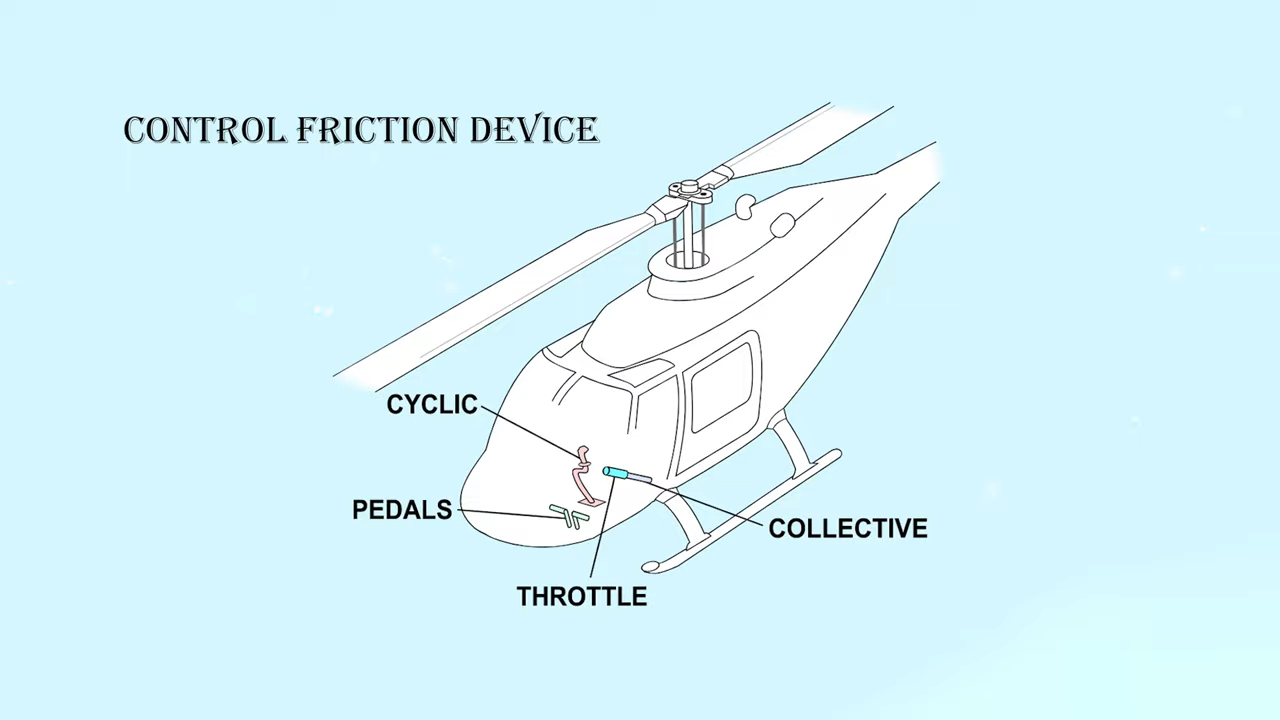 CONTROL FRICTION DEVICE
CYCLIC
PEDALS
COLLECTIVE
THROTTLE